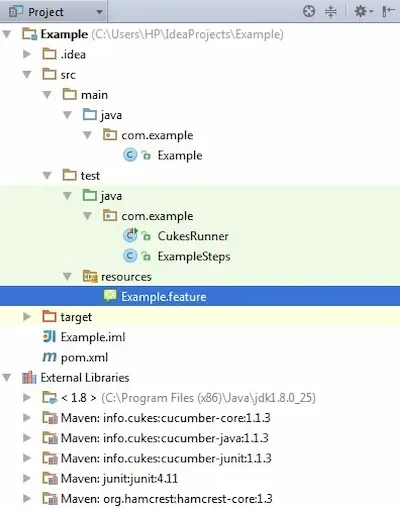 Project
Example (C:\Users\HP\IdeaProjects\Example)
.idea
src
main
java
com.example
Example
test
java
com.example
CukesRunner
ExampleSteps
resources
Example.feature
target
Example.iml
pom.xml
External Libraries
< 1.8 > (C:\Program Files (x86)\Java\jdk1.8.0_25)
Maven: info.cukes:cucumber-core:1.1.3
Maven: info.cukes:cucumber-java:1.1.3
Maven: info.cukes:cucumber-junit:1.1.3
Maven: junit:junit:4.11
Maven: org.hamcrest:hamcrest-core:1.3